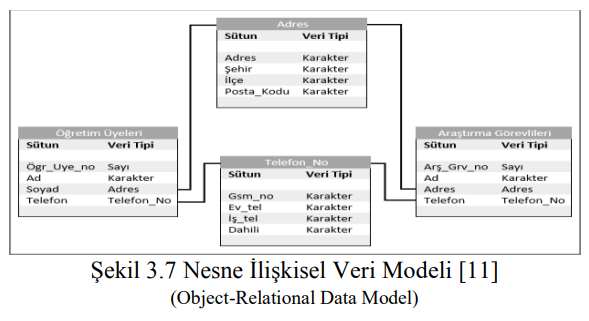 Adres
Sütun Veri Tipi
Adres Karakter
Şehir Karakter
İlçe Karakter
Posta_Kodu Karakter
Öğretim Üyeleri
Sütun Veri Tipi
Ögr_Uye_no Sayı
Ad Karakter
Soyad Adres
Telefon Telefon_No
Telefon_No
Sütun Veri Tipi
Gsm_no Karakter
Ev_tel Karakter
İş_tel Karakter
Dahili Karakter
Araştırma Görevlileri
Sütun Veri Tipi
Arş_Grv_no Sayı
Ad Karakter
Adres Adres
Telefon Telefon_No
Şekil 3.7 Nesne İlişkisel Veri Modeli [11]
(Object-Relational Data Model)